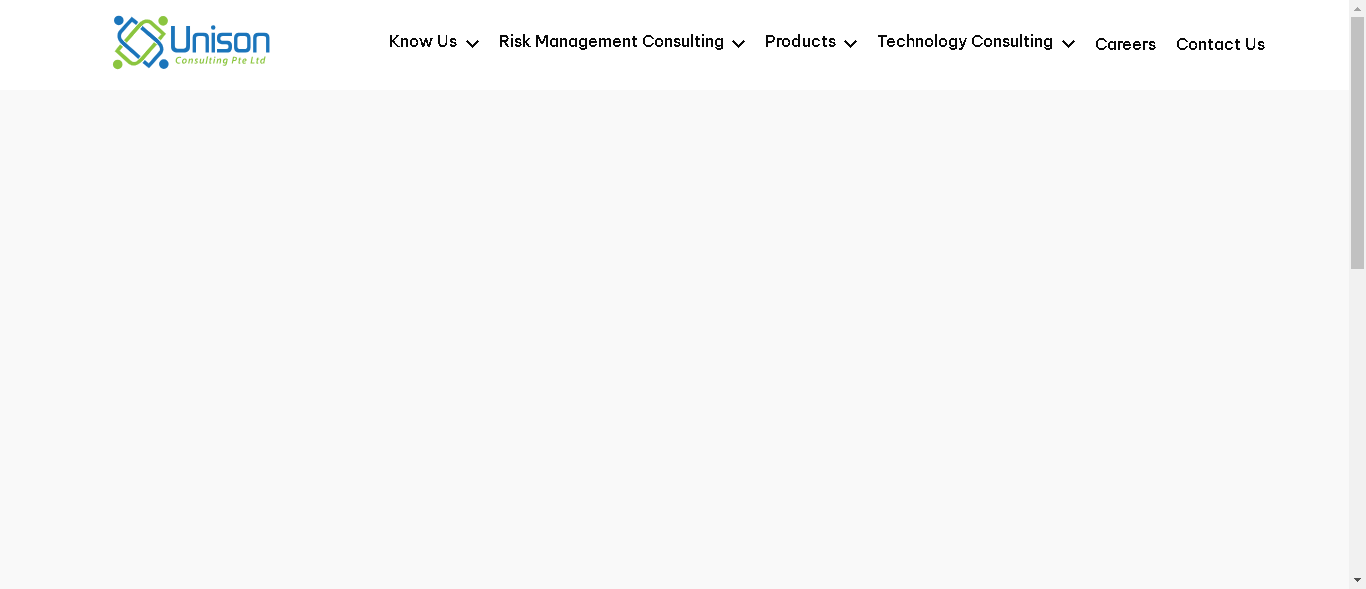 Unison
Consulting Pte Ltd
Know Us
Risk Management Consulting
Products
Technology Consulting
Careers
Contact Us